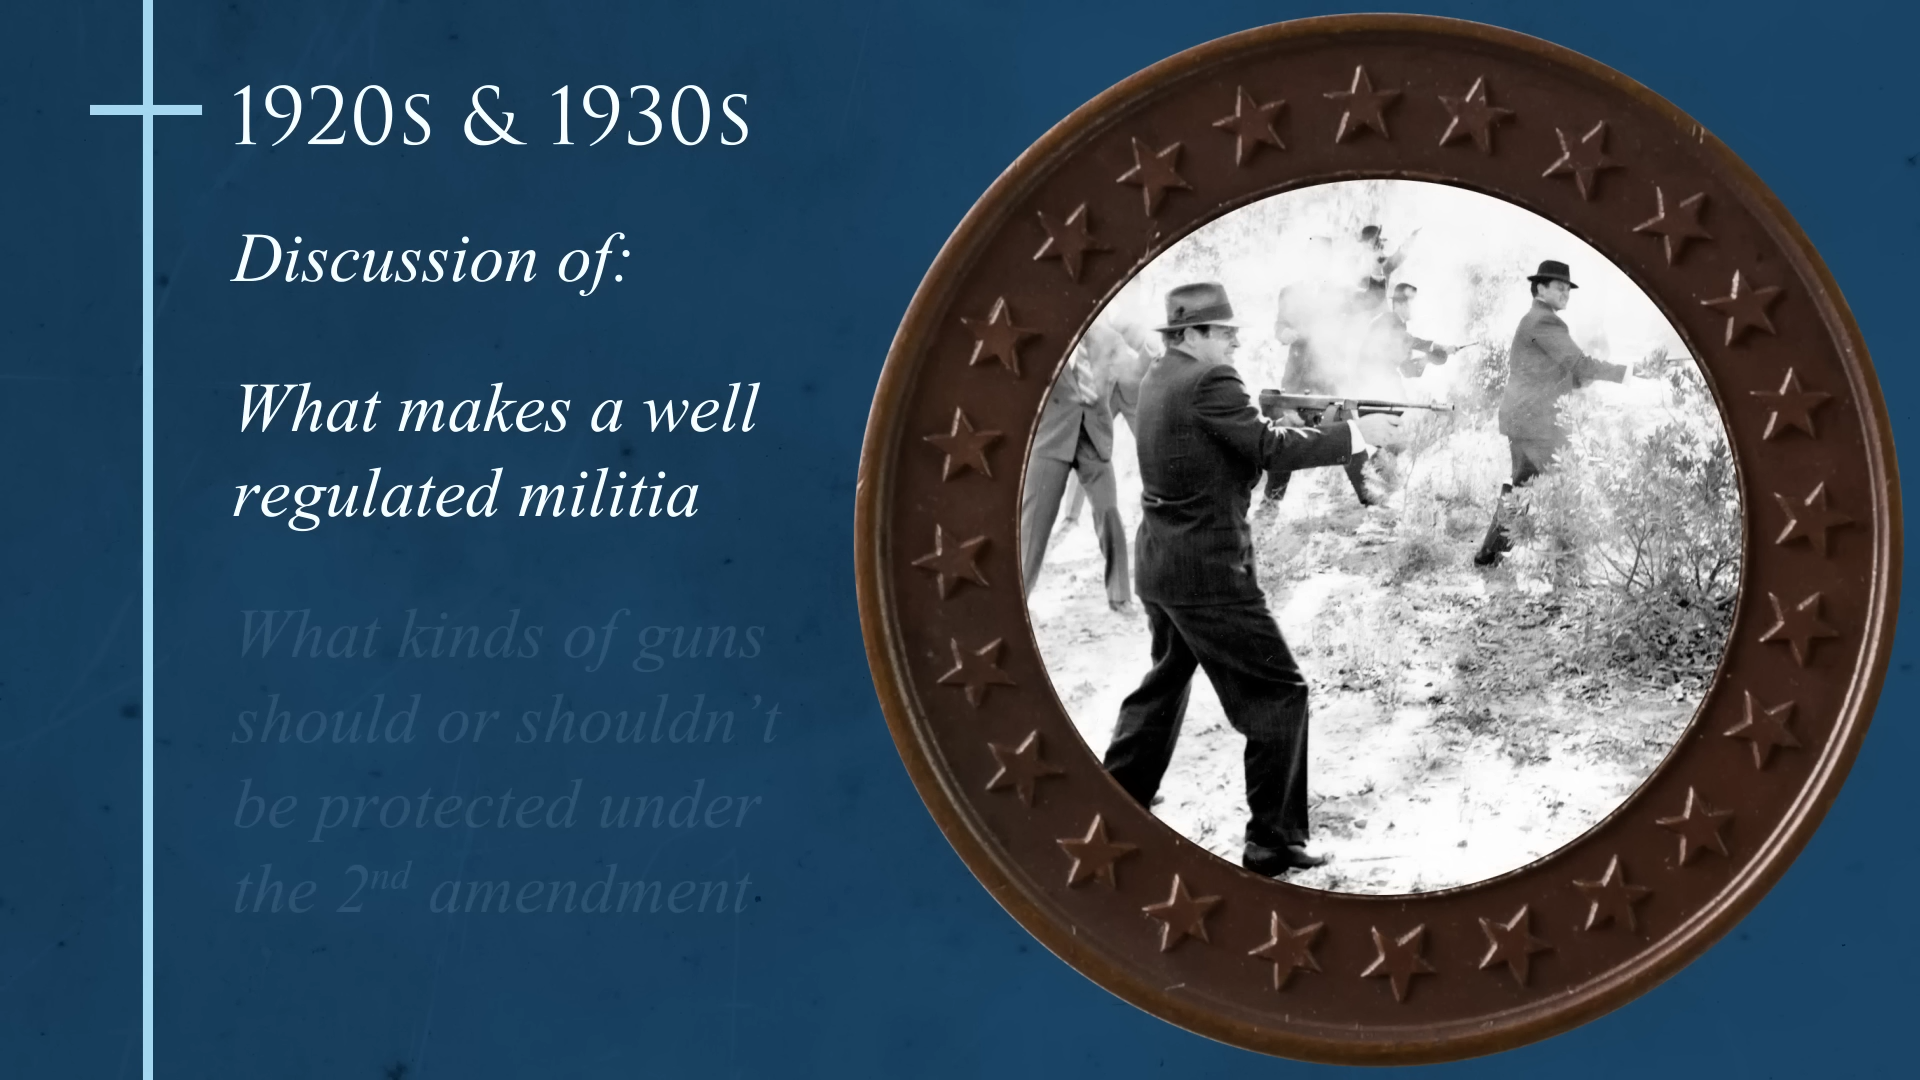 1920s & 1930s
Discussion of:
What makes a well
regulated militia
What kinds of guns
should or shouldn’t
be protected under
the 2nd amendment